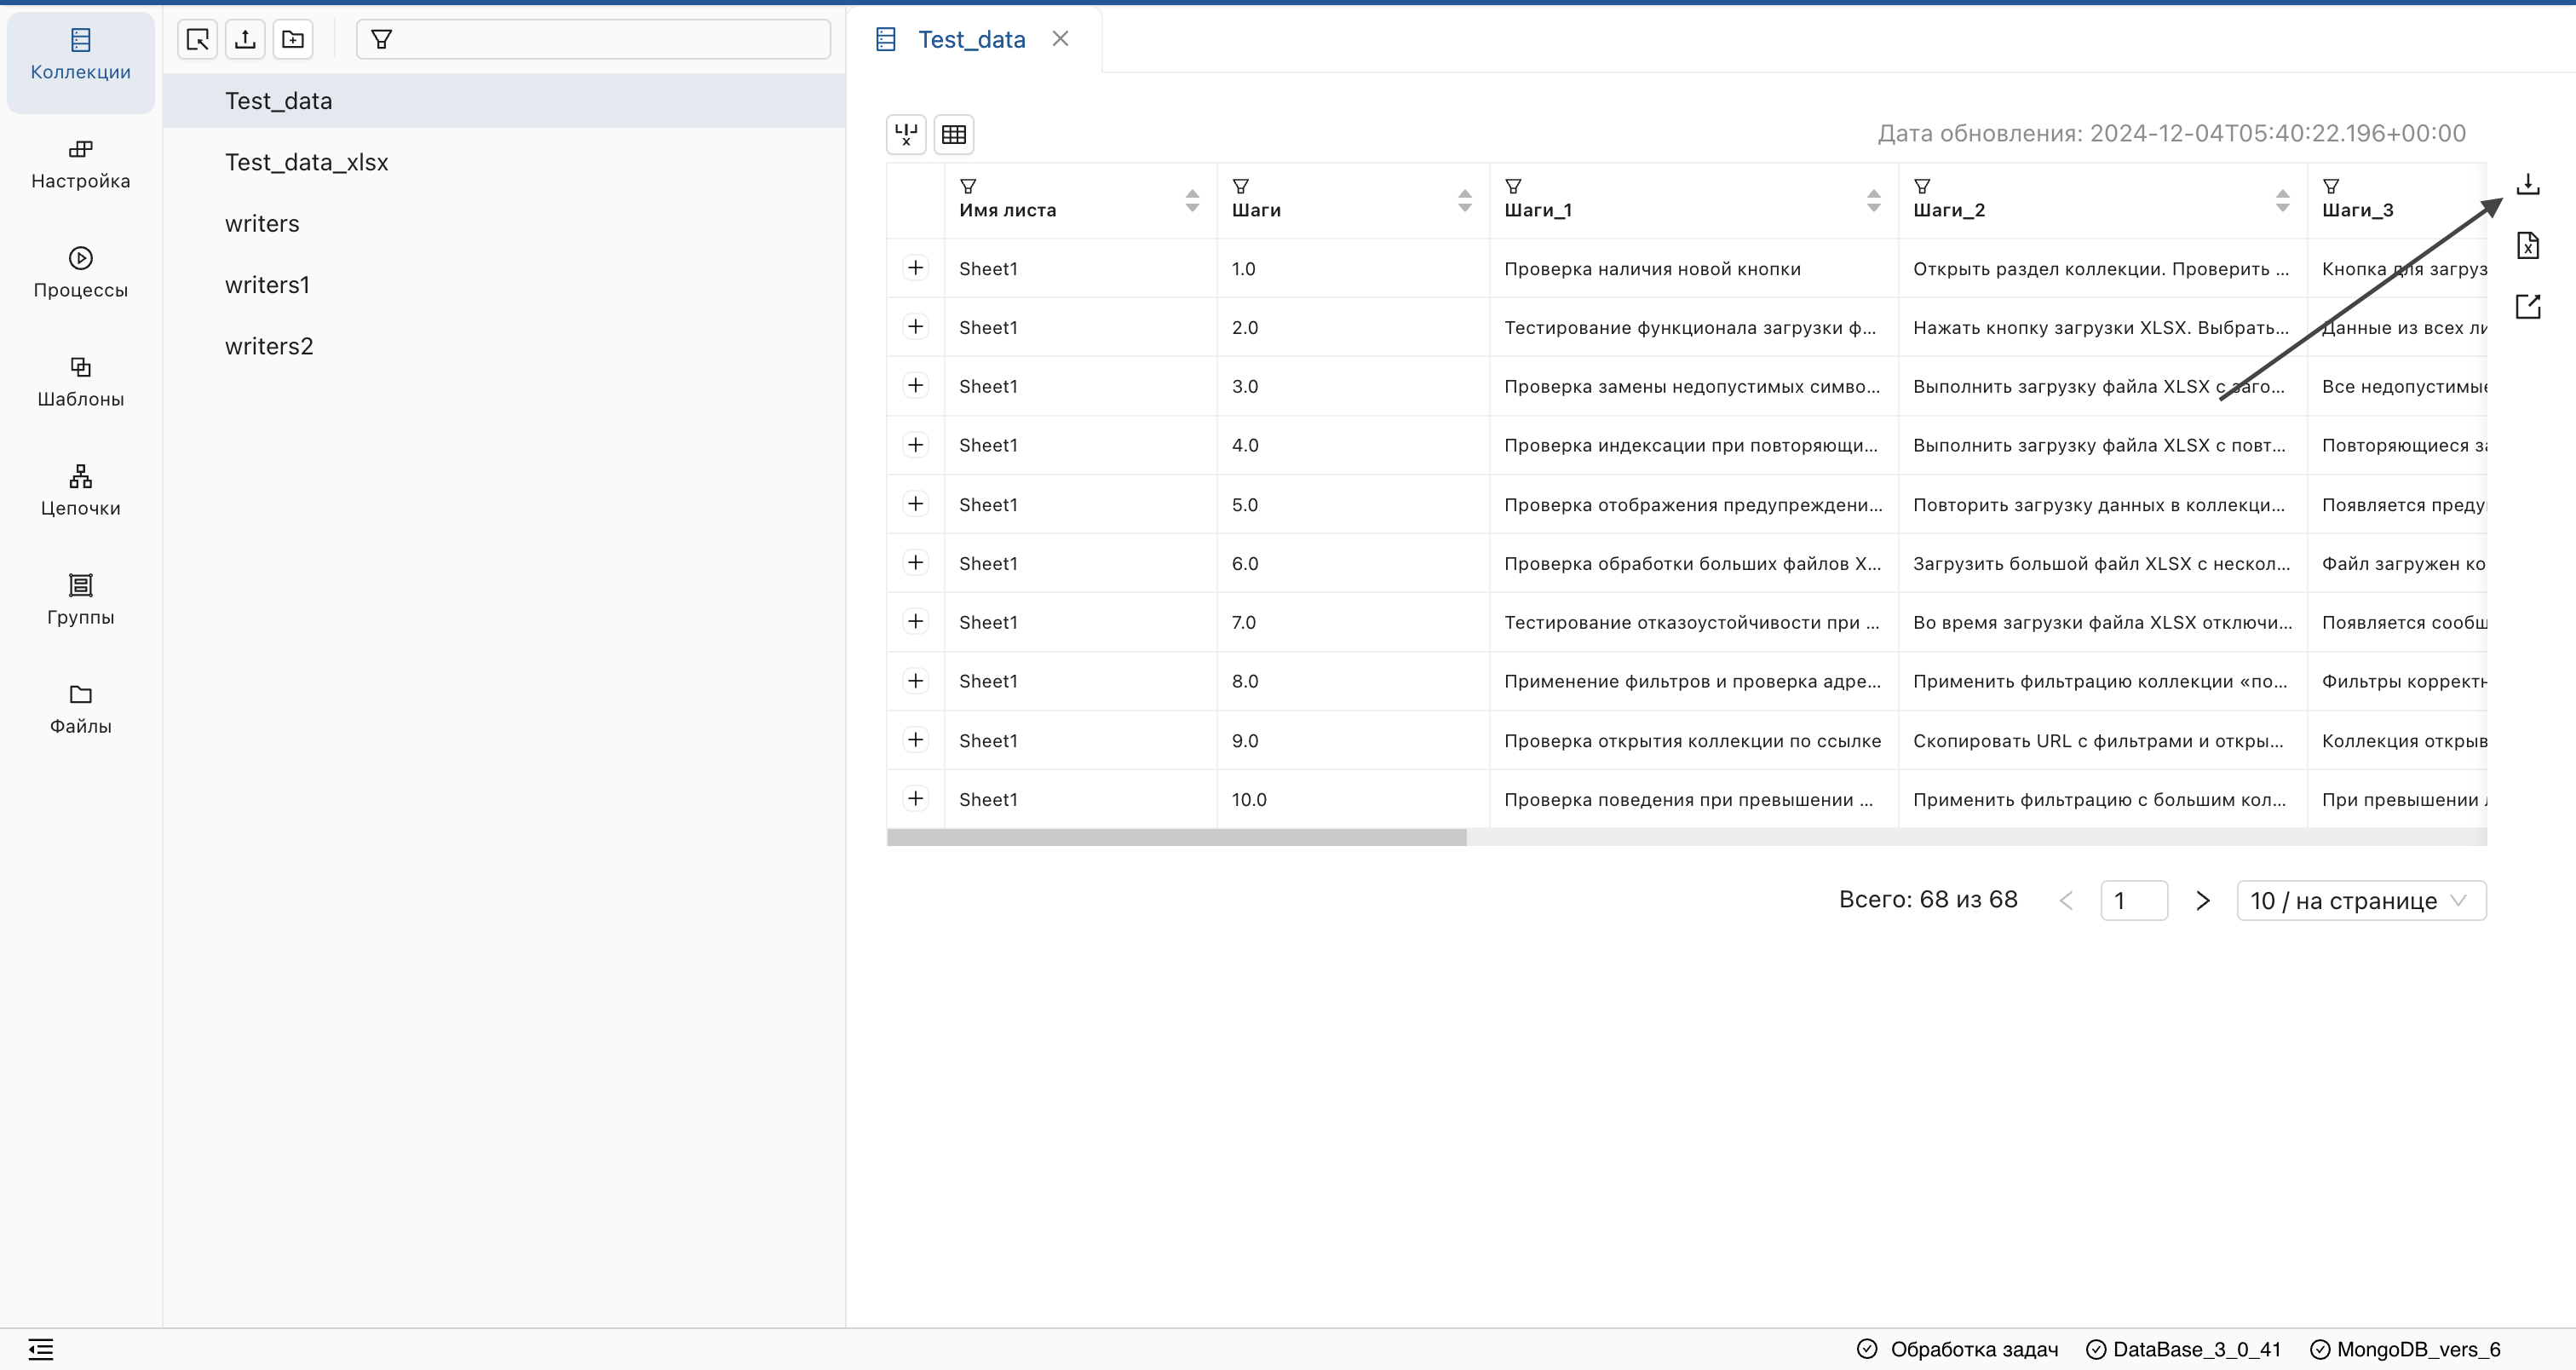 Коллекции
Настройка
Процессы
Шаблоны
Цепочки
Группы
Файлы
Test_data
Test_data_xlsx
writers
writers1
writers2
Test_data
Дата обновления: 2024-12-04T05:40:22.196+00:00
Имя листа Шаги Шаги_1 Шаги_2 Шаги_3
Sheet1 1.0 Проверка наличия новой кнопки Открыть раздел коллекции. Проверить ... Кнопка для загруз
Sheet1 2.0 Тестирование функционала загрузки ф... Нажать кнопку загрузки XLSX. Выбрать... Данные из всех ли
Sheet1 3.0 Проверка замены недопустимых симво... Выполнить загрузку файла XLSX с заго... Все недопустимые
Sheet1 4.0 Проверка индексации при повторяющи... Выполнить загрузку файла XLSX с повт... Повторяющиеся за
Sheet1 5.0 Проверка отображения предупреждени... Повторить загрузку данных в коллекци... Появляется преду
Sheet1 6.0 Проверка обработки больших файлов X... Загрузить большой файл XLSX с нескол... Файл загружен ко
Sheet1 7.0 Тестирование отказоустойчивости при ... Во время загрузки файла XLSX отключи... Появляется сообщ
Sheet1 8.0 Применение фильтров и проверка адре... Применить фильтрацию коллекции «по... Фильтры корректн
Sheet1 9.0 Проверка открытия коллекции по ссылке Скопировать URL с фильтрами и откры... Коллекция открыв
Sheet1 10.0 Проверка поведения при превышении ... Применить фильтрацию с большим кол... При превышении л
Всего: 68 из 68 1 10 / на странице
Обработка задач DataBase_3_0_41 MongoDB_vers_6